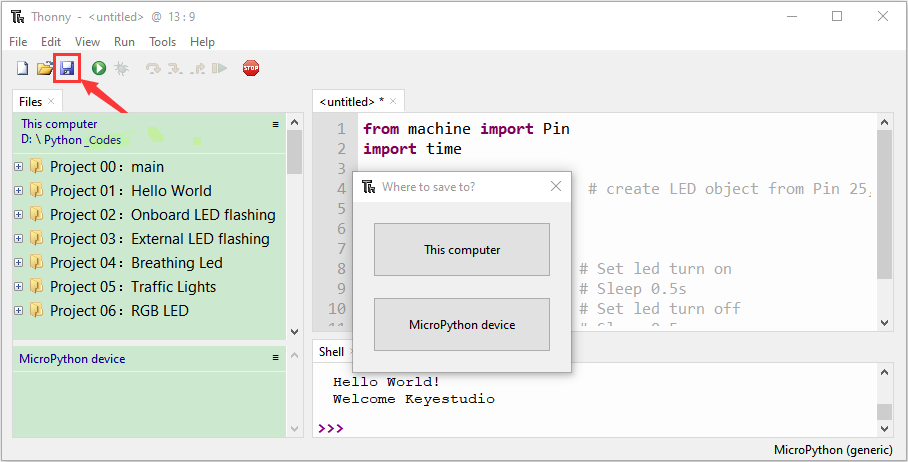 Thonny - <untitled> @ 13 : 9
File Edit View Run Tools Help
STOP
Files
This computer
D: \ Python _Codes
Project 00：main
Project 01：Hello World
Project 02：Onboard LED flashing
Project 03：External LED flashing
Project 04：Breathing Led
Project 05：Traffic Lights
Project 06：RGB LED
MicroPython device
<untitled> *
1 from machine import Pin
2 import time
3
4 # create LED object from Pin 25,
5
6
7
8 # Set led turn on
9 # Sleep 0.5s
10 # Set led turn off
11
Where to save to?
This computer
MicroPython device
Shell
Hello World!
Welcome Keyestudio
>>>
MicroPython (generic)